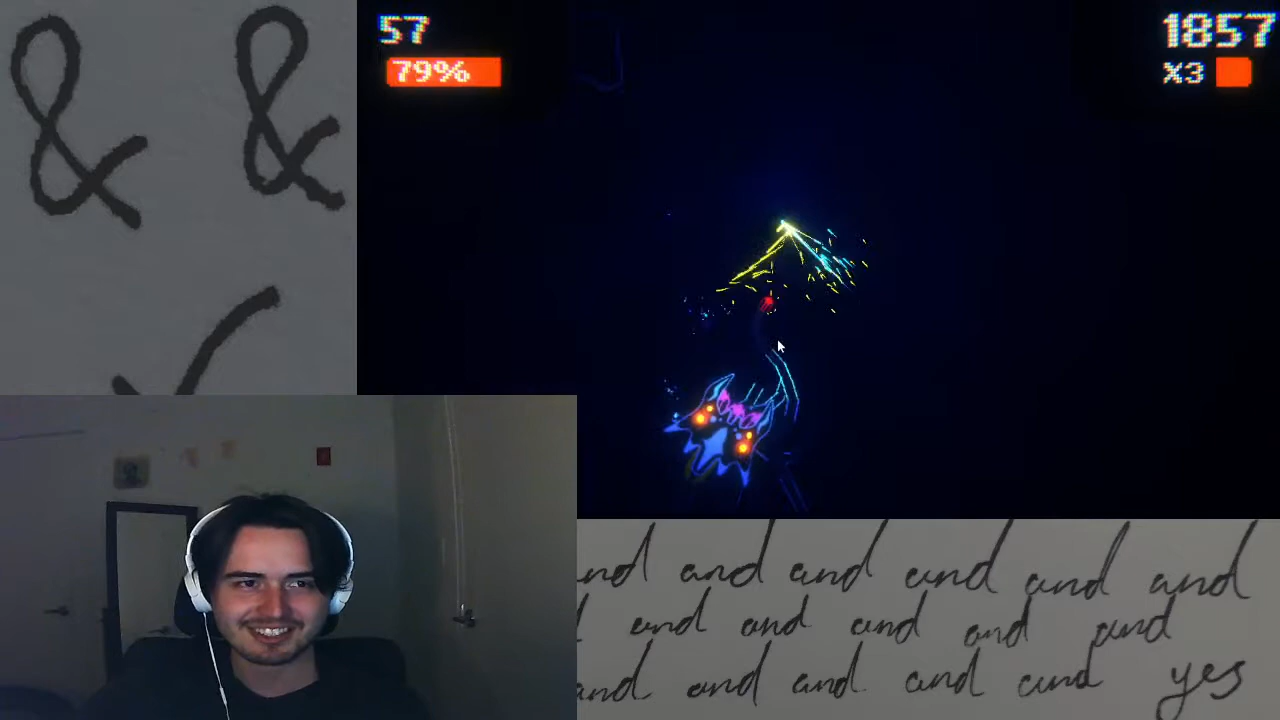 & &
57
79%
1857
X3
and and and and and and
and and and and and
and and and and and yes